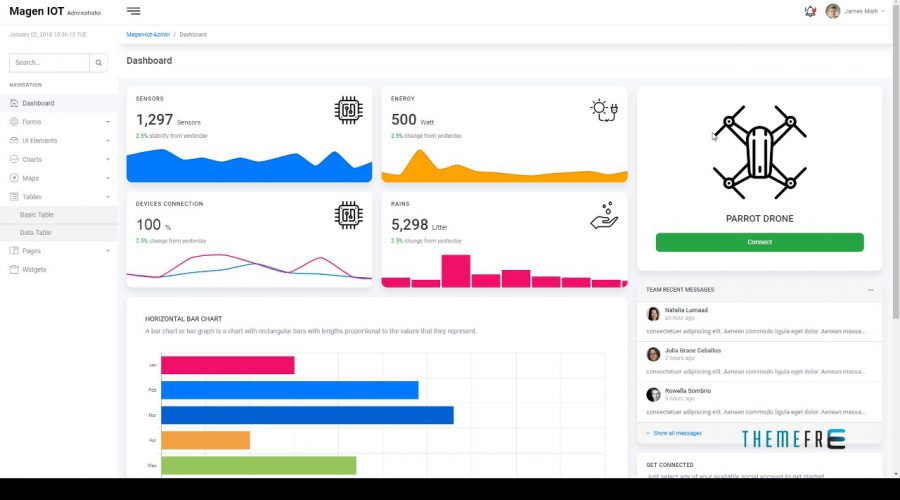 Magen IOT Administrator
James Mark
January 02, 2018 10:36:13 TUE
Magen-Iot-Admin / Dashboard
Search...
Dashboard
NAVIGATION
Dashboard
Forms
UI Elements
Charts
Maps
Tables
Basic Table
Data Table
Pages
Widgets
SENSORS
1,297 Sensors
2.5% stability from yesterday
ENERGY
500 Watt
2.5% change from yesterday
DEVICES CONNECTION
100 %
2.5% change from yesterday
RAINS
5,298 Litter
2.5% change from yesterday
PARROT DRONE
Connect
HORIZONTAL BAR CHART
A bar chart or bar graph is a chart with rectangular bars with lengths proportional to the values that they represent.
Jan
Feb
Mar
Apr
May
TEAM RECENT MESSAGES
Natalia Lumaad
an hour ago
consectetuer adipiscing elit. Aenean commodo ligula eget dolor. Aenean massa...
Julia Grace Ceballos
2 hours ago
consectetuer adipiscing elit. Aenean commodo ligula eget dolor. Aenean massa...
Rowella Sombrio
5 hours ago
consectetuer adipiscing elit. Aenean commodo ligula eget dolor. Aenean massa...
Show all messages
THEMEFREE
GET CONNECTED
Just select any of your available social account to get started